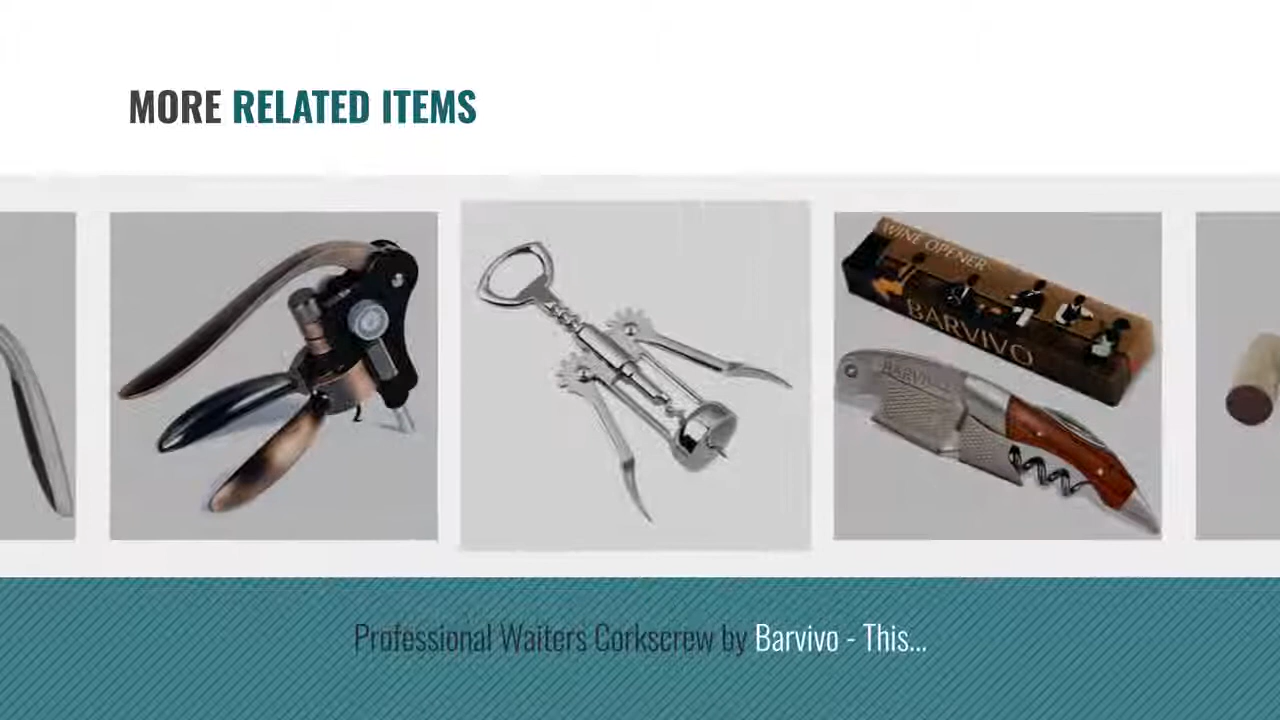 MORE RELATED ITEMS
WINE OPENER
BARVIVO
BARVIVO
Professional Waiters Corkscrew by Barvivo - This...